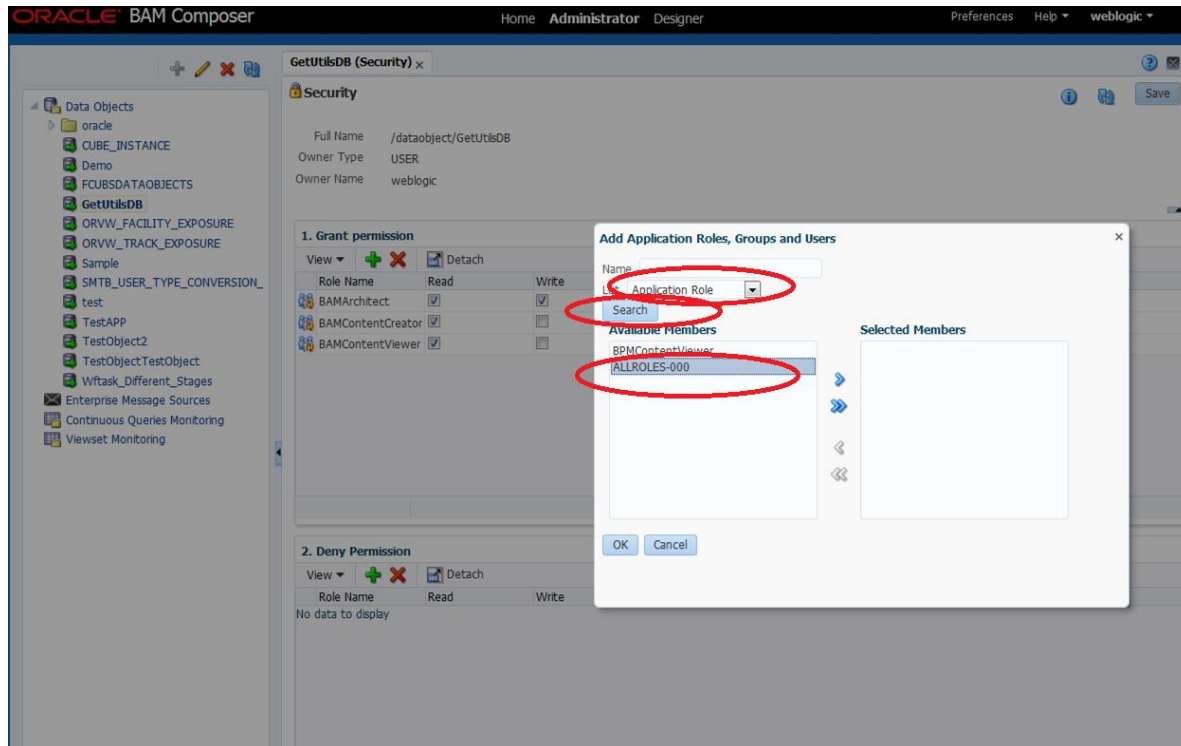 ORACLE BAM Composer
Home Administrator Designer
Preferences Help weblogic
GetUtilsDB (Security) x
Security
Save
Full Name /dataobject/GetUtilsDB
Owner Type USER
Owner Name weblogic
Data Objects
oracle
CUBE_INSTANCE
Demo
FCUBSDATAOBJECTS
GetUtilsDB
ORVW_FACILITY_EXPOSURE
ORVW_TRACK_EXPOSURE
Sample
SMTB_USER_TYPE_CONVERSION_
test
TestAPP
TestObject2
TestObjectTestObject
Wftask_Different_Stages
Enterprise Message Sources
Continuous Queries Monitoring
Viewset Monitoring
1. Grant permission
View Detach
Role Name Read Write
BAMArchitect
BAMContentCreator
BAMContentViewer
2. Deny Permission
View Detach
Role Name Read Write
No data to display
Add Application Roles, Groups and Users
Name
List Application Role
Search
Available Members Selected Members
BPMContentViewer
ALLROLES-000
OK Cancel